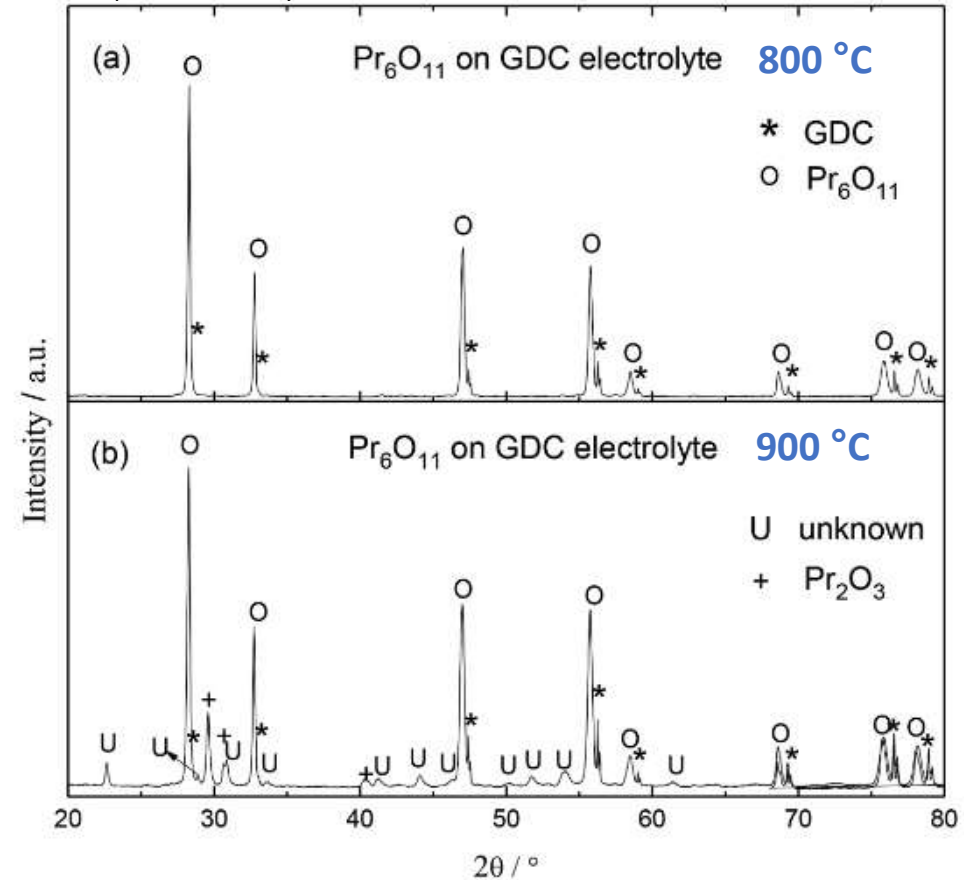 (a) Pr₆O₁₁ on GDC electrolyte 800 °C
* GDC
O Pr₆O₁₁
O
O
O
O
O
O
O
O
*
*
*
*
*
*
*
*
Intensity / a.u.
(b) Pr₆O₁₁ on GDC electrolyte 900 °C
U unknown
+ Pr₂O₃
O
O
O
O
O
O
O
O
*
*
*
*
*
*
*
*
+
+
+
U
U
U
U
U
U
U
U
U
U
U
20 30 40 50 60 70 80
2θ / °